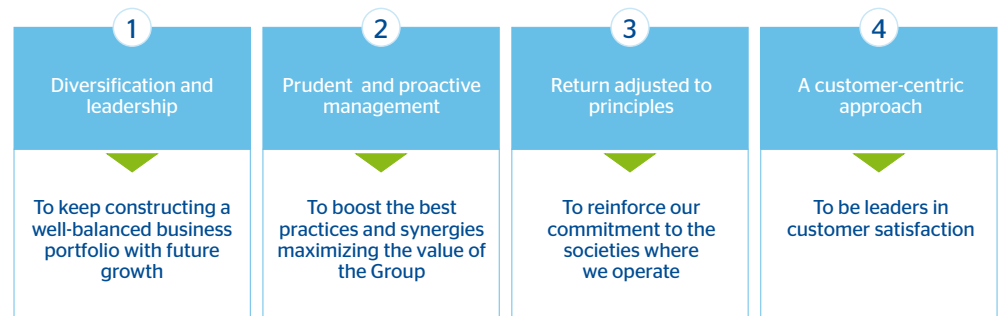 1
Diversification and
leadership
To keep constructing a
well-balanced business
portfolio with future
growth
2
Prudent and proactive
management
To boost the best
practices and synergies
maximizing the value of
the Group
3
Return adjusted to
principles
To reinforce our
commitment to the
societies where
we operate
4
A customer-centric
approach
To be leaders in
customer satisfaction